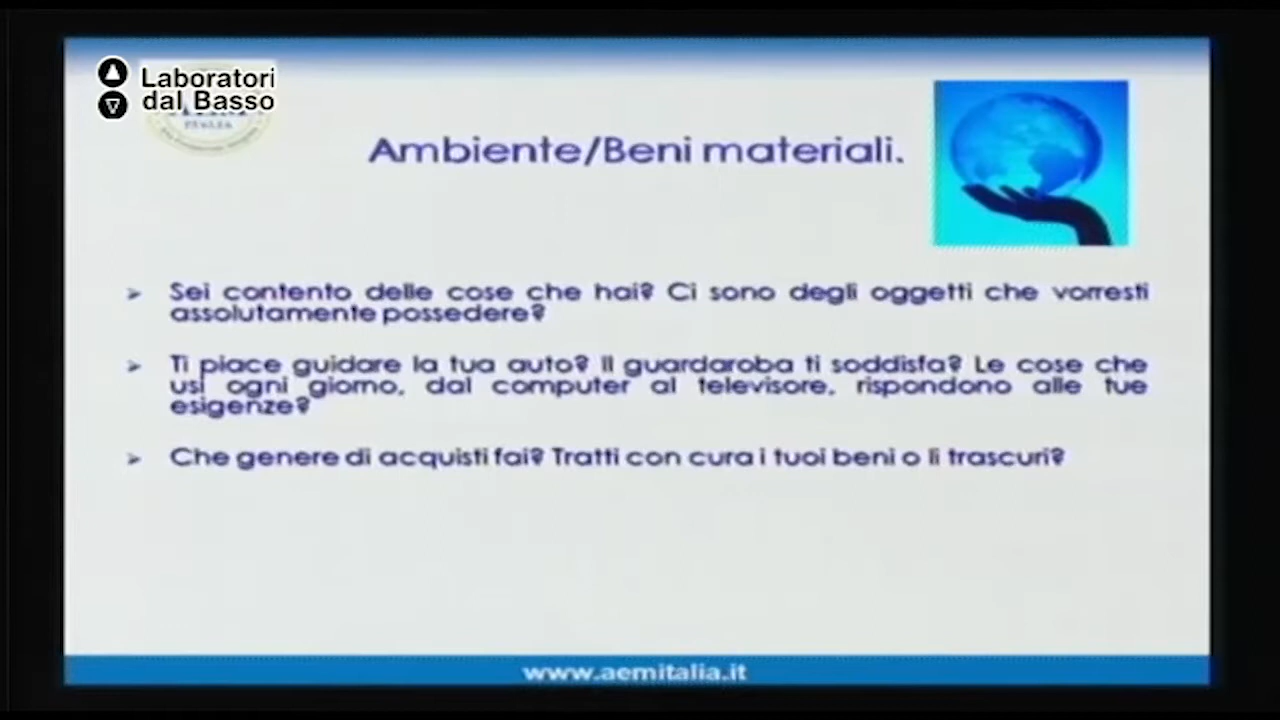 Laboratori
dal Basso
ITALIA
Ambiente/Beni materiali.
Sei contento delle cose che hai? Ci sono degli oggetti che vorresti
assolutamente possedere?
Ti piace guidare la tua auto? Il guardaroba ti soddisfa? Le cose che
usi ogni giorno, dal computer al televisore, rispondono alle tue
esigenze?
Che genere di acquisti fai? Tratti con cura i tuoi beni o li trascuri?
www.aemitalia.it